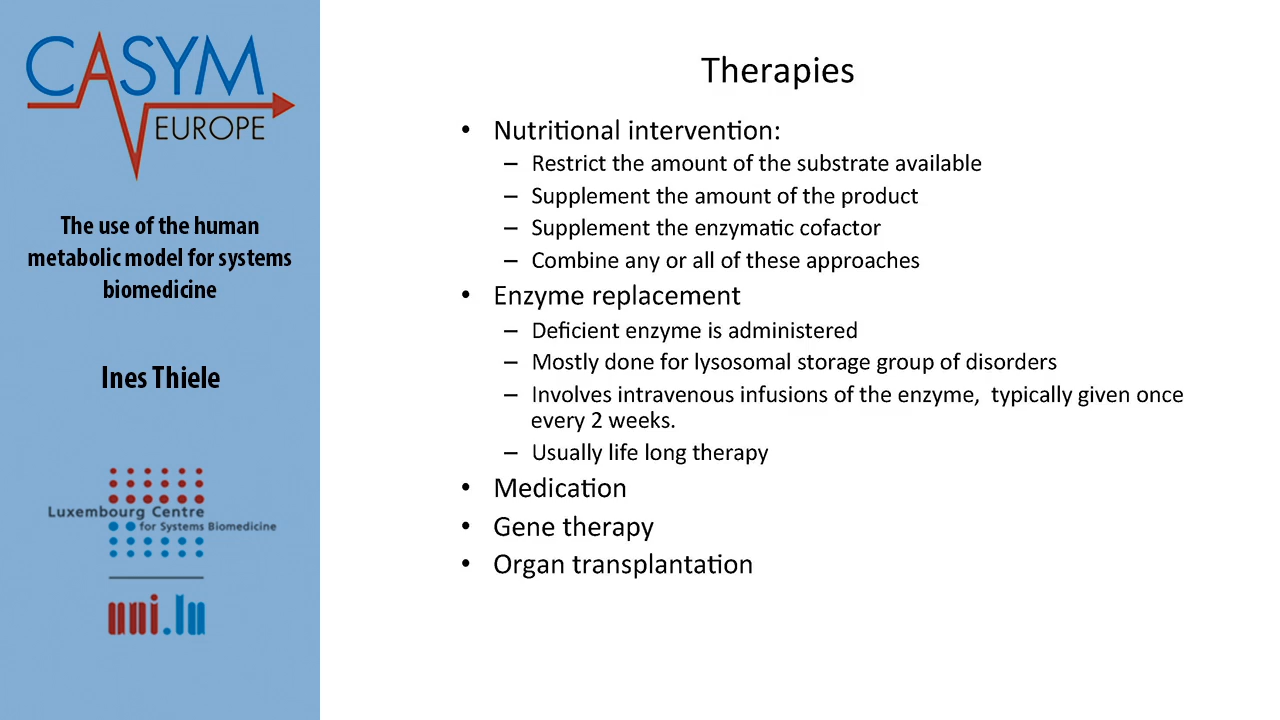 CASYM
EUROPE
The use of the human
metabolic model for systems
biomedicine
Ines Thiele
Luxembourg Centre
for Systems Biomedicine
uni.lu
Therapies
• Nutritional intervention:
– Restrict the amount of the substrate available
– Supplement the amount of the product
– Supplement the enzymatic cofactor
– Combine any or all of these approaches
• Enzyme replacement
– Deficient enzyme is administered
– Mostly done for lysosomal storage group of disorders
– Involves intravenous infusions of the enzyme,  typically given once
every 2 weeks.
– Usually life long therapy
• Medication
• Gene therapy
• Organ transplantation